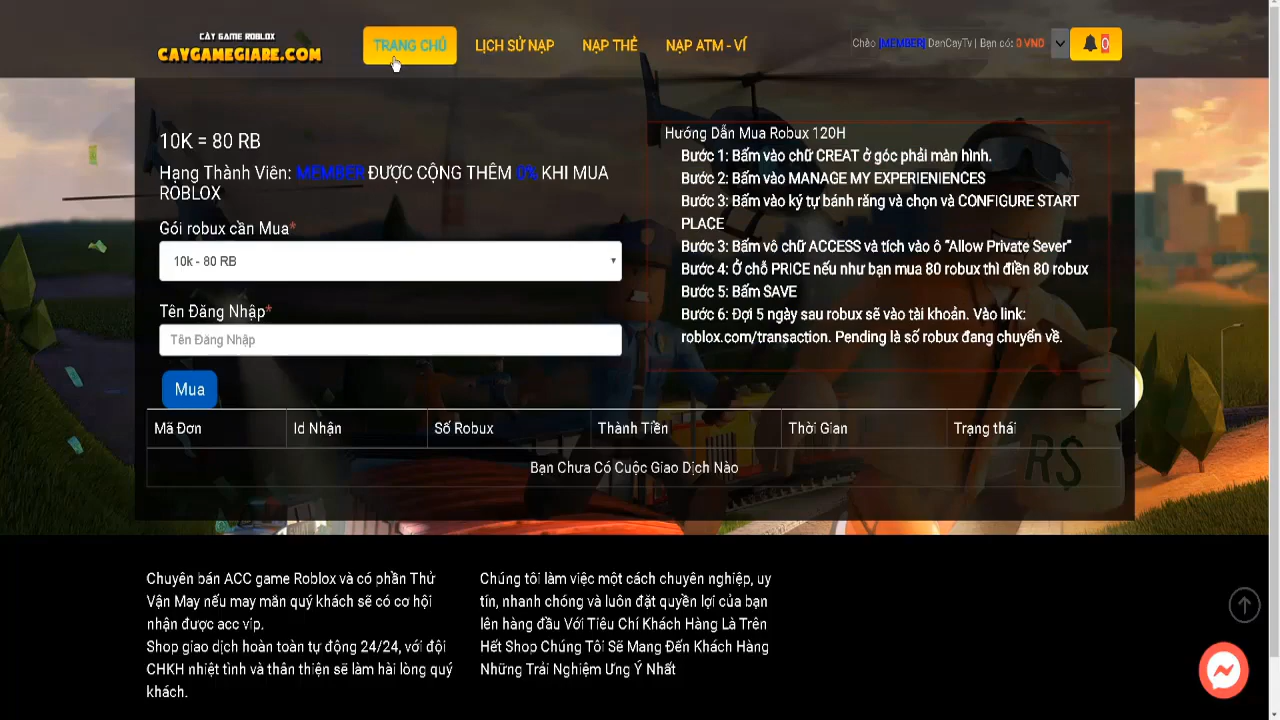 CÀY GAME ROBLOX
CAYGAMEGIARE.COM
TRANG CHỦ
LỊCH SỬ NẠP
NẠP THẺ
NẠP ATM - VÍ
Chào [MEMBER] DanCayTv | Bạn có: 0 VND
0
10K = 80 RB
Hạng Thành Viên: MEMBER ĐƯỢC CỘNG THÊM 0% KHI MUA
ROBLOX
Gói robux cần Mua*
10k - 80 RB
Tên Đăng Nhập*
Tên Đăng Nhập
Mua
Hướng Dẫn Mua Robux 120H
Bước 1: Bấm vào chữ CREAT ở góc phải màn hình.
Bước 2: Bấm vào MANAGE MY EXPERIENIENCES
Bước 3: Bấm vào ký tự bánh răng và chọn và CONFIGURE START
PLACE
Bước 3: Bấm vô chữ ACCESS và tích vào ô “Allow Private Sever”
Bước 4: Ở chỗ PRICE nếu như bạn mua 80 robux thì điền 80 robux
Bước 5: Bấm SAVE
Bước 6: Đợi 5 ngày sau robux sẽ vào tài khoản. Vào link:
roblox.com/transaction. Pending là số robux đang chuyển về.
Mã Đơn
Id Nhận
Số Robux
Thành Tiền
Thời Gian
Trạng thái
Bạn Chưa Có Cuộc Giao Dịch Nào
R$
Chuyên bán ACC game Roblox và có phần Thử
Vận May nếu may mắn quý khách sẽ có cơ hội
nhận được acc vip.
Shop giao dịch hoàn toàn tự động 24/24, với đội
CHKH nhiệt tình và thân thiện sẽ làm hài lòng quý
khách.
Chúng tôi làm việc một cách chuyên nghiệp, uy
tín, nhanh chóng và luôn đặt quyền lợi của bạn
lên hàng đầu Với Tiêu Chí Khách Hàng Là Trên
Hết Shop Chúng Tôi Sẽ Mang Đến Khách Hàng
Những Trải Nghiệm Ưng Ý Nhất